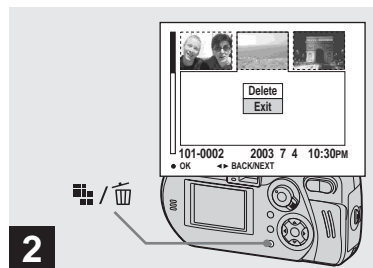 Delete
Exit
101-0002 2003 7 4 10:30PM
● OK ◄► BACK/NEXT
/
2